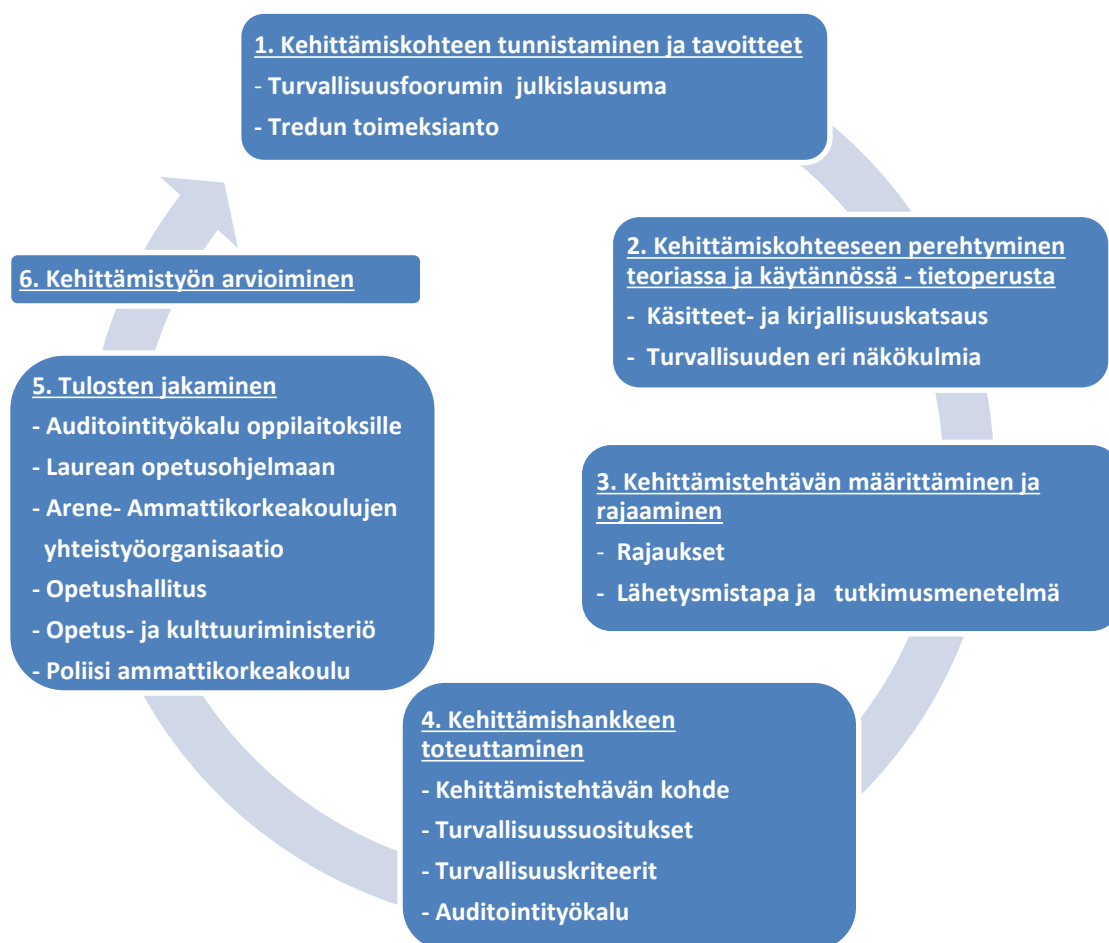 1. Kehittämiskohteen tunnistaminen ja tavoitteet
- Turvallisuusfoorumin julkislausuma
- Tredun toimeksianto
2. Kehittämiskohteeseen perehtyminen
teoriassa ja käytännössä - tietoperusta
- Käsitteet- ja kirjallisuuskatsaus
- Turvallisuuden eri näkökulmia
3. Kehittämistehtävän määrittäminen ja
rajaaminen
- Rajaukset
- Lähetysmistapa ja tutkimusmenetelmä
4. Kehittämishankkeen
toteuttaminen
- Kehittämistehtävän kohde
- Turvallisuussuositukset
- Turvallisuuskriteerit
- Auditointityökalu
5. Tulosten jakaminen
- Auditointityökalu oppilaitoksille
- Laurean opetusohjelmaan
- Arene- Ammattikorkeakoulujen
yhteistyöorganisaatio
- Opetushallitus
- Opetus- ja kulttuuriministeriö
- Poliisi ammattikorkeakoulu
6. Kehittämistyön arvioiminen